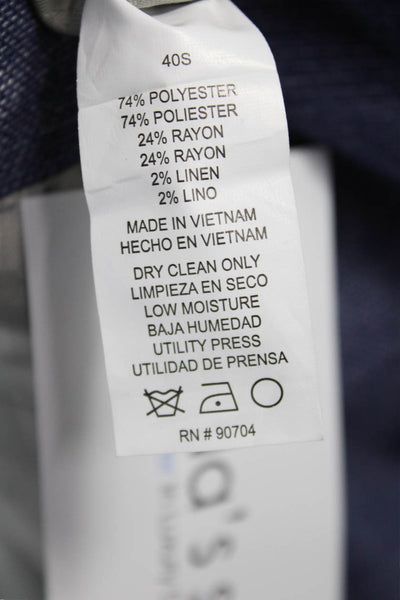 40S
74% POLYESTER
74% POLIESTER
24% RAYON
24% RAYON
2% LINEN
2% LINO
MADE IN VIETNAM
HECHO EN VIETNAM
DRY CLEAN ONLY
LIMPIEZA EN SECO
LOW MOISTURE
BAJA HUMEDAD
UTILITY PRESS
UTILIDAD DE PRENSA
RN # 90704